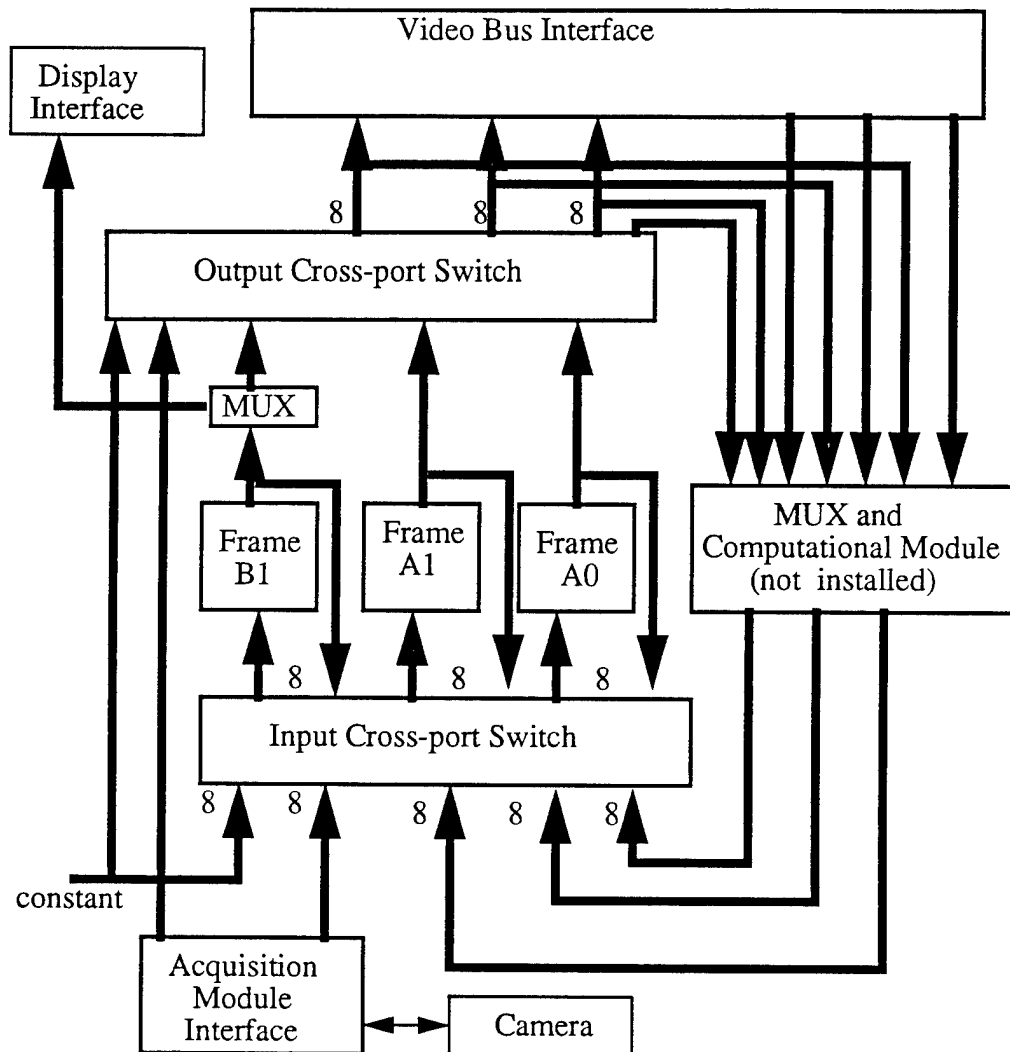 Video Bus Interface
Display
Interface
8
8
8
Output Cross-port Switch
MUX
Frame
B1
Frame
A1
Frame
A0
MUX and
Computational Module
(not installed)
8
8
8
Input Cross-port Switch
8
8
8
8
8
constant
Acquisition
Module
Interface
Camera